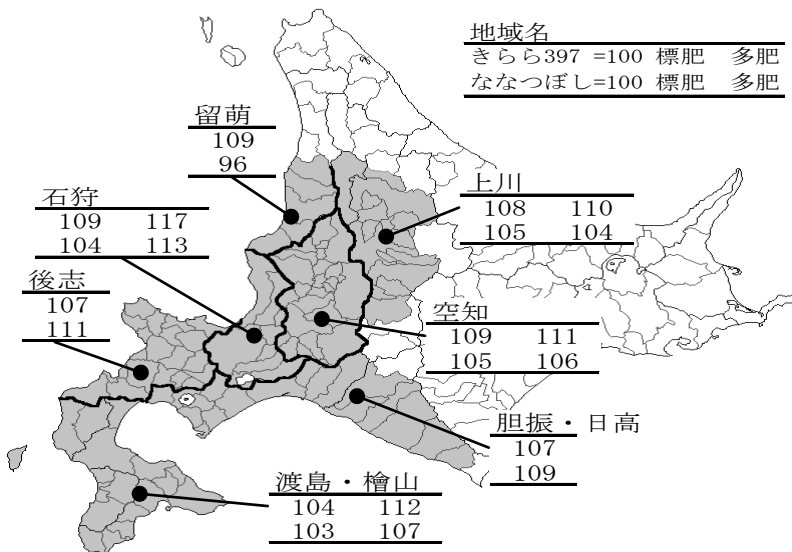 地域名
きらら397 =100 標肥 多肥
ななつぼし=100 標肥 多肥
留萌
109
96
石狩
109 117
104 113
上川
108 110
105 104
後志
107
111
空知
109 111
105 106
胆振・日高
107
109
渡島・檜山
104 112
103 107